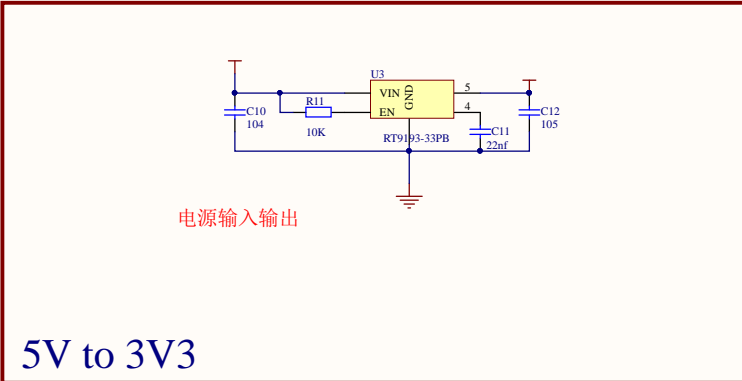 U3
VIN
GND
5
R11
EN
4
C10
104
10K
RT9193-33PB
C11
22nf
C12
105
电源输入输出
5V to 3V3